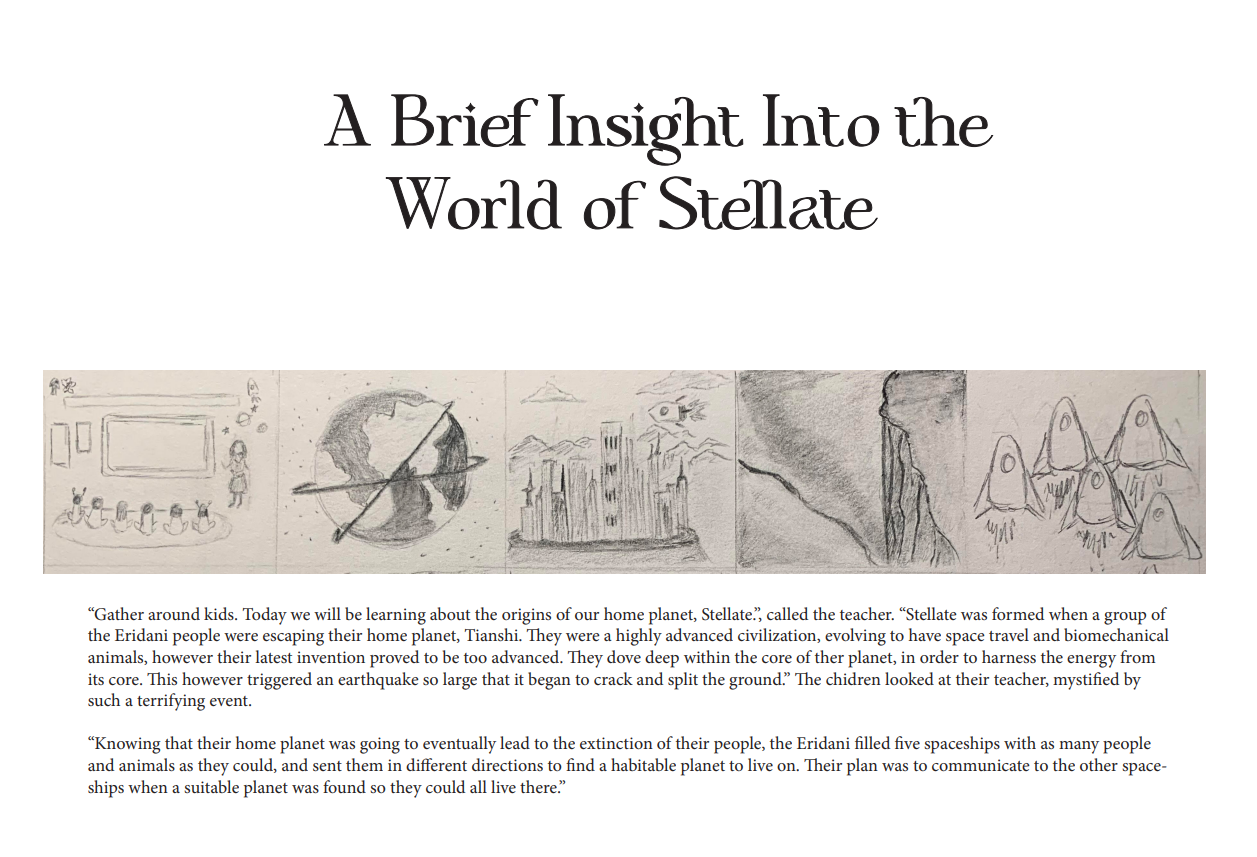 A Brief Insight Into the
World of Stellate
“Gather around kids. Today we will be learning about the origins of our home planet, Stellate.”, called the teacher. “Stellate was formed when a group of
the Eridani people were escaping their home planet, Tianshi. They were a highly advanced civilization, evolving to have space travel and biomechanical
animals, however their latest invention proved to be too advanced. They dove deep within the core of ther planet, in order to harness the energy from
its core. This however triggered an earthquake so large that it began to crack and split the ground.” The chidren looked at their teacher, mystified by
such a terrifying event.
“Knowing that their home planet was going to eventually lead to the extinction of their people, the Eridani filled five spaceships with as many people
and animals as they could, and sent them in different directions to find a habitable planet to live on. Their plan was to communicate to the other space-
ships when a suitable planet was found so they could all live there.”